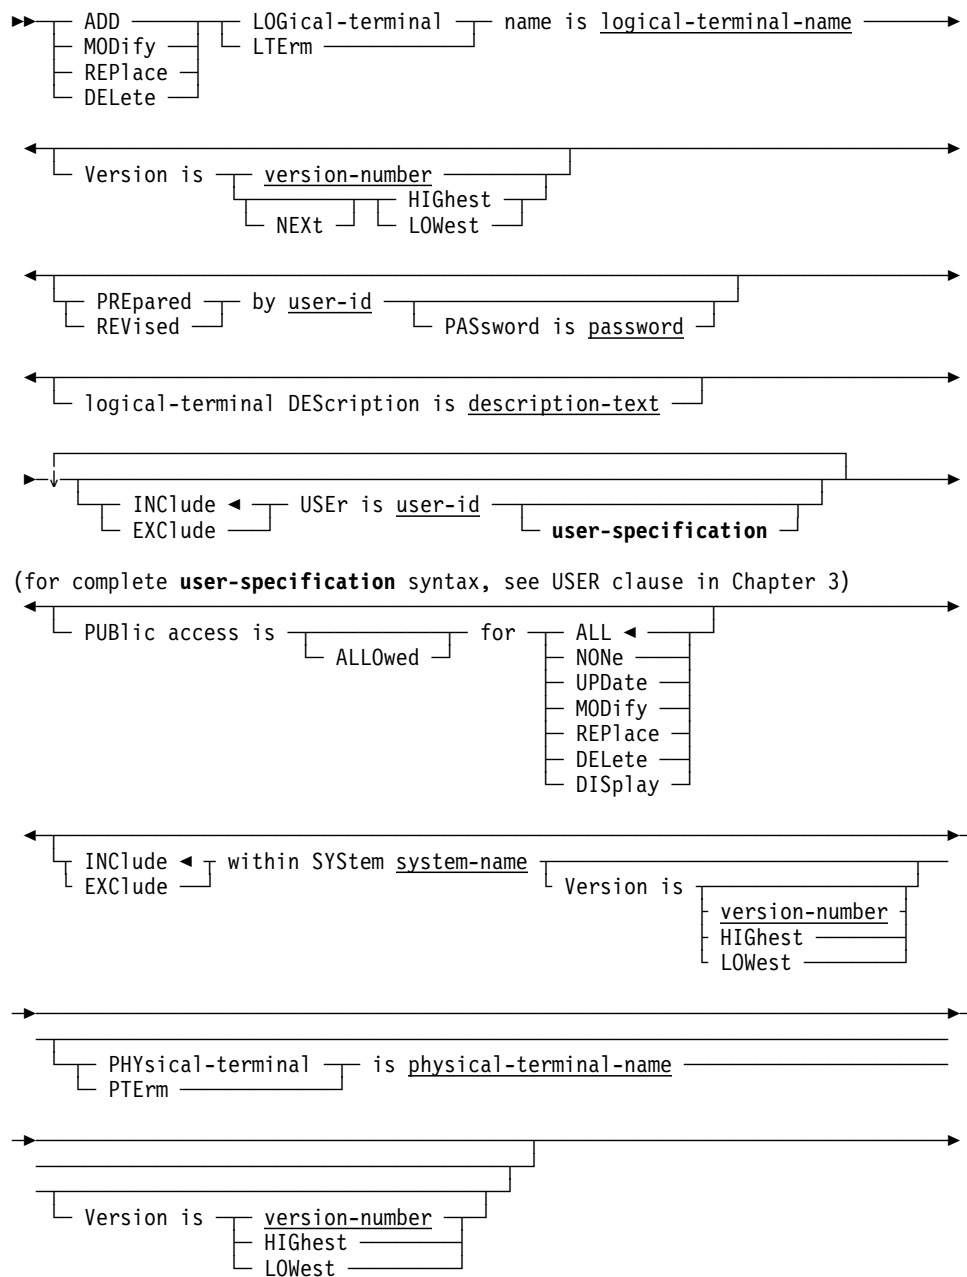 ADD LOGical-terminal name is logical-terminal-name
MODify LTErm
REPlace
DELete
Version is version-number
HIGhest
NEXt LOWest
PREpared by user-id
REVised PASsword is password
logical-terminal DEScription is description-text
INClude USEr is user-id
EXClude user-specification
(for complete user-specification syntax, see USER clause in Chapter 3)
PUBlic access is for ALL
ALLOwed NONe
UPDate
MODify
REPlace
DELete
DISplay
INClude within SYStem system-name
EXClude Version is
version-number
HIGhest
LOWest
PHYsical-terminal is physical-terminal-name
PTErm
Version is version-number
HIGhest
LOWest